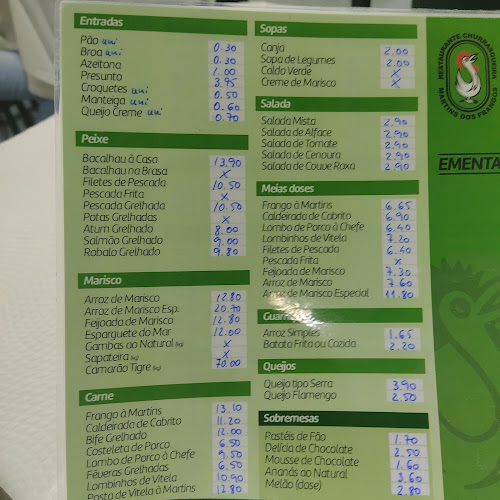 Entradas
Pão uni 0.30
Broa uni 0.30
Azeitona 1.00
Presunto 3.95
Croquetes uni 0.50
Manteiga uni 0.60
Queijo Creme uni 0.70
Peixe
Bacalhau à Casa 13.90
Bacalhau na Brasa x
Filetes de Pescada 10.50
Pescada Frita x
Pescada Grelhada 10.50
Potas Grelhadas x
Atum Grelhado 8.00
Salmão Grelhado 9.00
Robalo Grelhado 9.80
Marisco
Arroz de Marisco 12.80
Arroz de Marisco Esp. 20.70
Feijoada de Marisco 12.80
Esparguete do Mar 12.00
Gambas ao Natural (kg) x
Sapateira (kg) x
Camarão Tigre (kg) 70.00
Carne
Frango à Martins 13.10
Caldeirada de Cabrito 11.20
Bife Grelhado 12.00
Costeleta de Porco 6.50
Lombo de Porco à Chefe 9.50
Fêveras Grelhadas 6.50
Lombinhos de Vitela 10.90
Posta de Vitela à Martins 12.80
Sopas
Canja 2.00
Sopa de Legumes 2.00
Caldo Verde x
Creme de Marisco x
Salada
Salada Mista 2.90
Salada de Alface 2.90
Salada de Tomate 2.90
Salada de Cenoura 2.90
Salada de Couve Roxa 2.90
Meias doses
Frango à Martins 6.65
Caldeirada de Cabrito 6.90
Lombo de Porco à Chefe 6.40
Lombinhos de Vitela 7.20
Filetes de Pescada 6.40
Pescada Frita x
Feijoada de Marisco 7.30
Arroz de Marisco 7.60
Arroz de Marisco Especial 11.80
Arroz Simples 1.65
Batata Frita ou Cozida 2.20
Queijos
Queijo tipo Serra 3.90
Queijo Flamengo 2.50
Sobremesas
Pastéis de Fão 1.70
Delícia de Chocolate 2.50
Mousse de Chocolate 1.60
Ananás ao Natural 3.60
Melão (dose) 2.80
RESTAURANTE CHURRASQUEIRA
MARTINS DOS FRANGOS
EMENTA